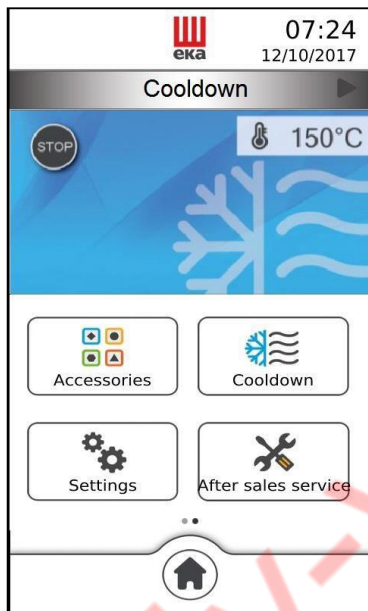 eka
07:24
12/10/2017
Cooldown
STOP
150°C
Accessories
Cooldown
Settings
After sales service